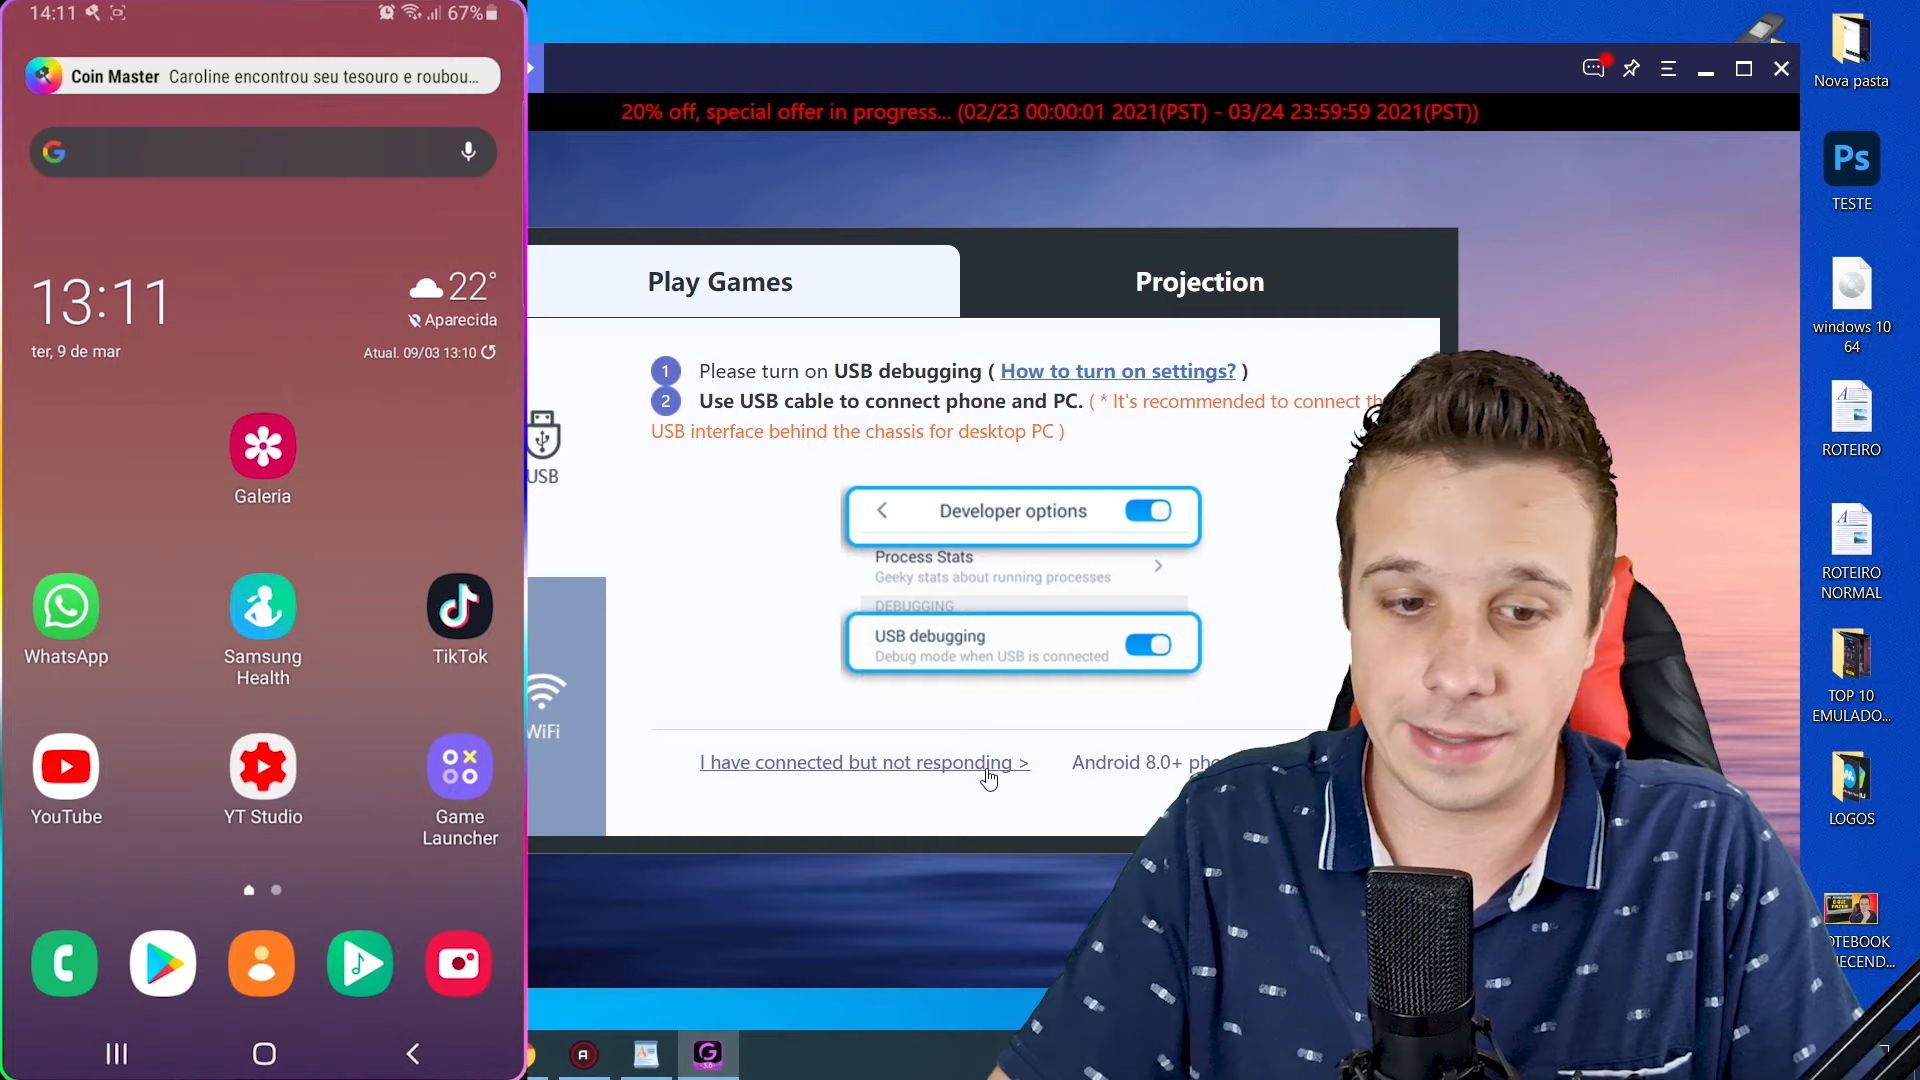 14:11
67%
Coin Master Caroline encontrou seu tesouro e roubou...
13:11
22°
Aparecida
ter, 9 de mar
Atual. 09/03 13:10
Galeria
WhatsApp
Samsung
Health
TikTok
YouTube
YT Studio
Game
Launcher
20% off, special offer in progress... (02/23 00:00:01 2021(PST) - 03/24 23:59:59 2021(PST))
Play Games
Projection
USB
WiFi
1 Please turn on USB debugging ( How to turn on settings? )
2 Use USB cable to connect phone and PC. ( * It's recommended to connect th
USB interface behind the chassis for desktop PC )
Developer options
Process Stats
Geeky stats about running processes
DEBUGGING
USB debugging
Debug mode when USB is connected
I have connected but not responding >
Android 8.0+ pho
Nova pasta
Ps
TESTE
windows 10
64
ROTEIRO
ROTEIRO
NORMAL
TOP 10
EMULADO...
LOGOS
OTEBOOK
ECEND...